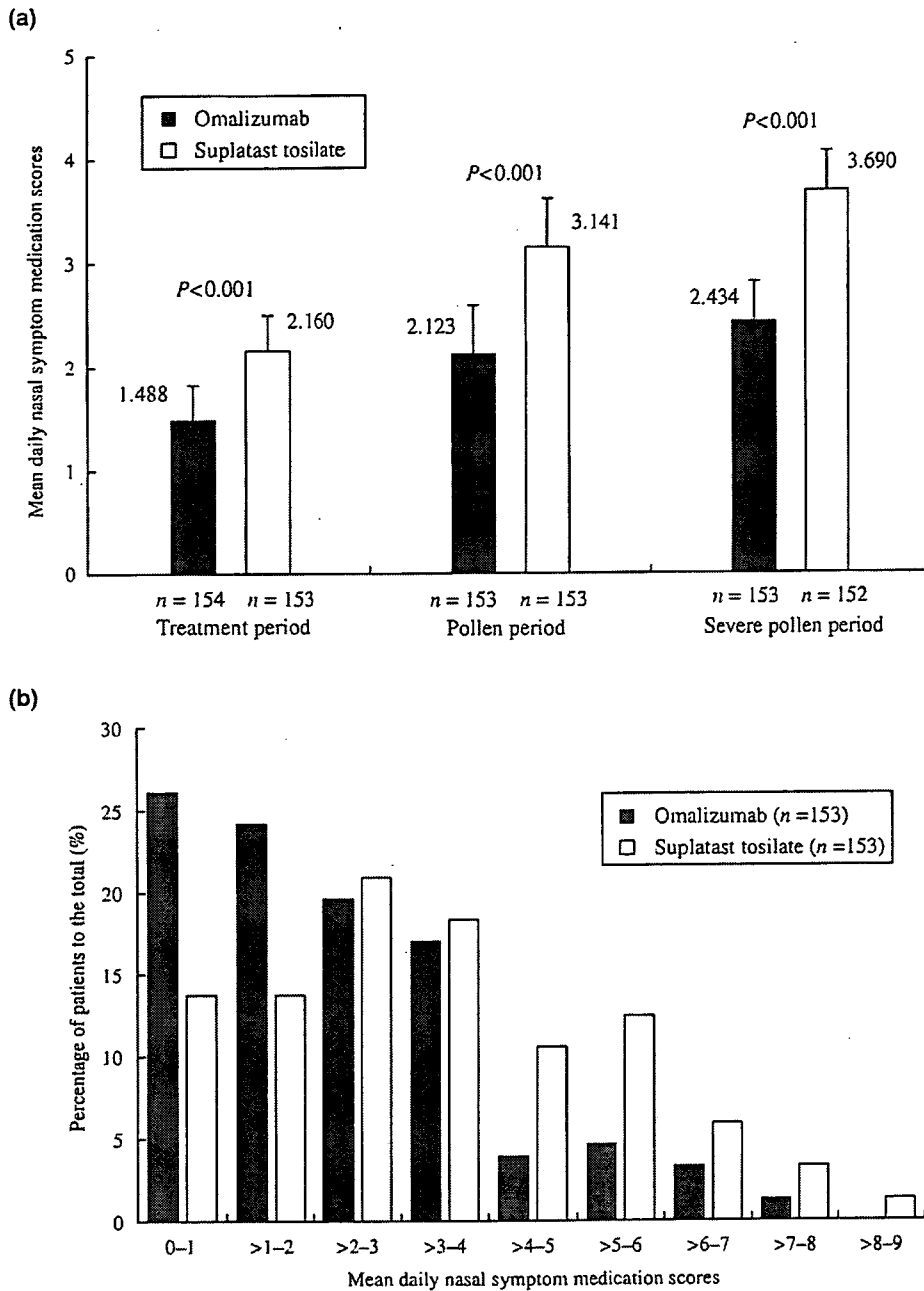 (a)
5
4
3
2
1
0
Mean daily nasal symptom medication scores
Omalizumab
Suplatast tosilate
P<0.001
P<0.001
P<0.001
1.488
2.160
2.123
3.141
2.434
3.690
n = 154 n = 153
n = 153 n = 153
n = 153 n = 152
Treatment period
Pollen period
Severe pollen period
(b)
30
25
20
15
10
5
0
Percentage of patients to the total (%)
Omalizumab (n =153)
Suplatast tosilate (n =153)
0–1 >1–2 >2–3 >3–4 >4–5 >5–6 >6–7 >7–8 >8–9
Mean daily nasal symptom medication scores